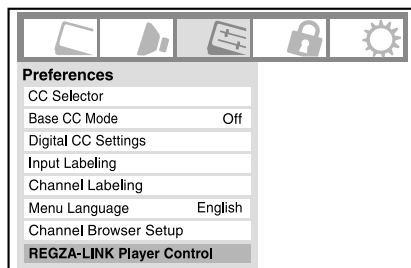 Preferences
CC Selector
Base CC Mode Off
Digital CC Settings
Input Labeling
Channel Labeling
Menu Language English
Channel Browser Setup
REGZA-LINK Player Control